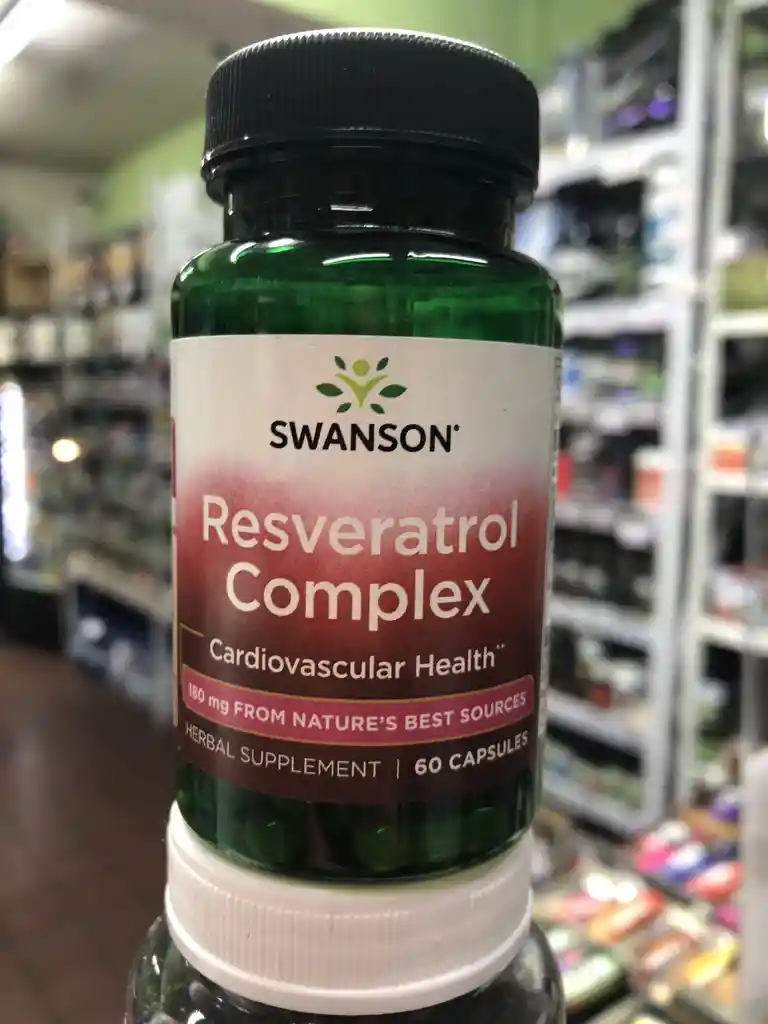 SWANSON
Resveratrol
Complex
Cardiovascular Health**
180 mg FROM NATURE'S BEST SOURCES
HERBAL SUPPLEMENT | 60 CAPSULES